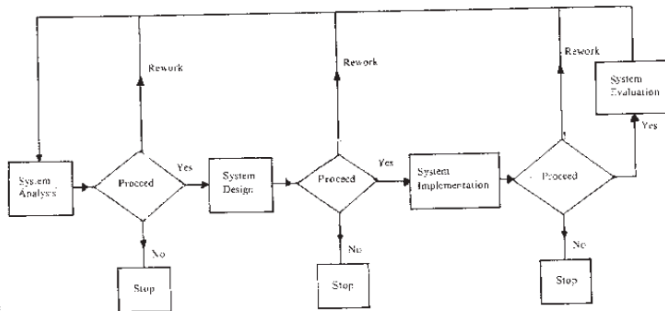 Rework
Rework
Rework
System
Evaluation
Yes
System
Analysis
Proceed
Yes
System
Design
Proceed
Yes
System
Implementation
Proceed
No
No
No
Stop
Stop
Stop